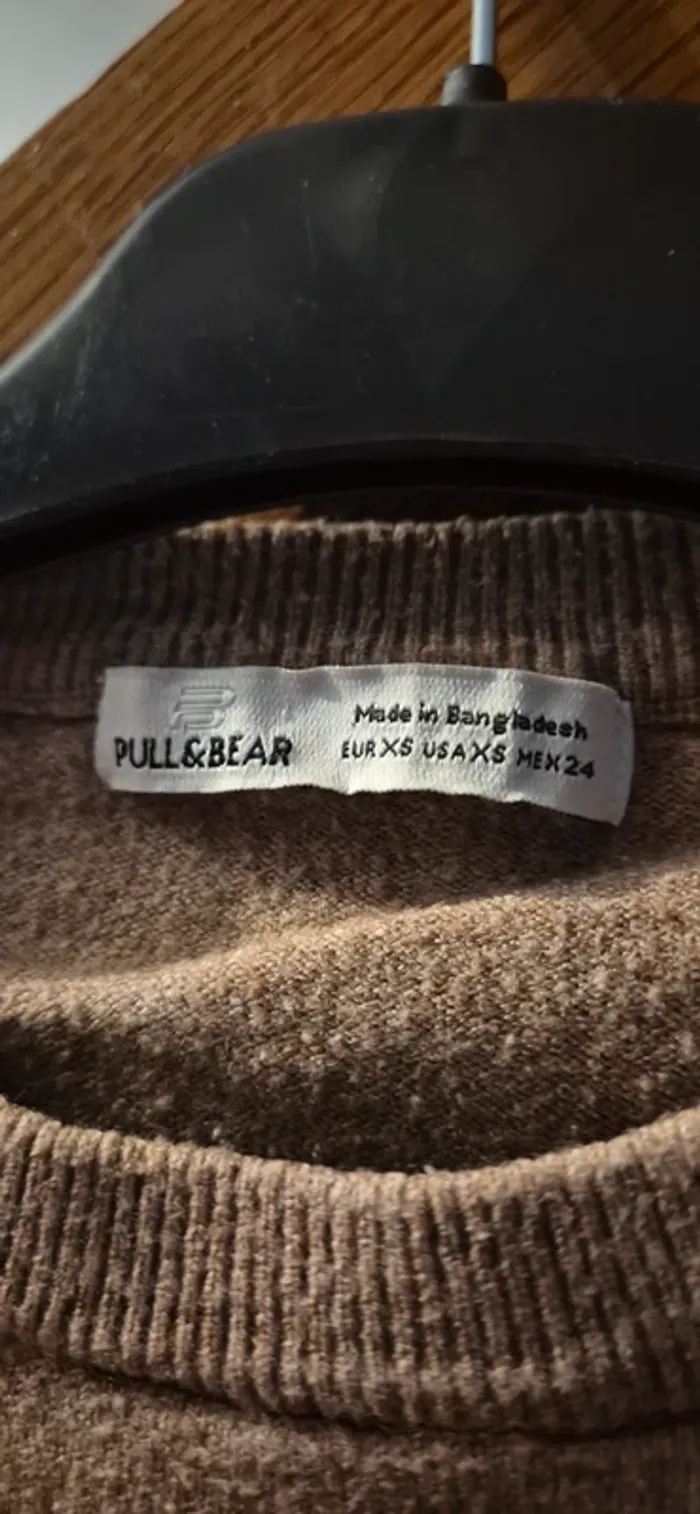 PULL&BEAR
Made in Bangladesh
EUR XS USA XS MEX 24